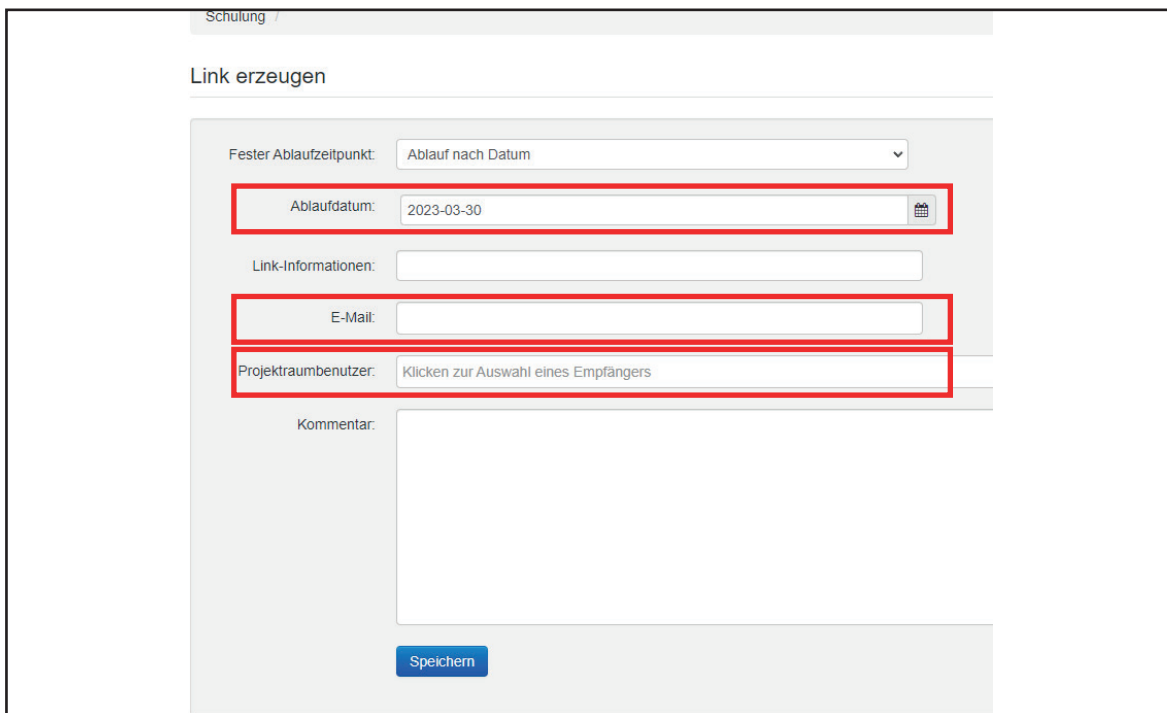 Schulung /
Link erzeugen
Fester Ablaufzeitpunkt: Ablauf nach Datum
Ablaufdatum: 2023-03-30
Link-Informationen:
E-Mail:
Projektraumbenutzer: Klicken zur Auswahl eines Empfängers
Kommentar:
Speichern